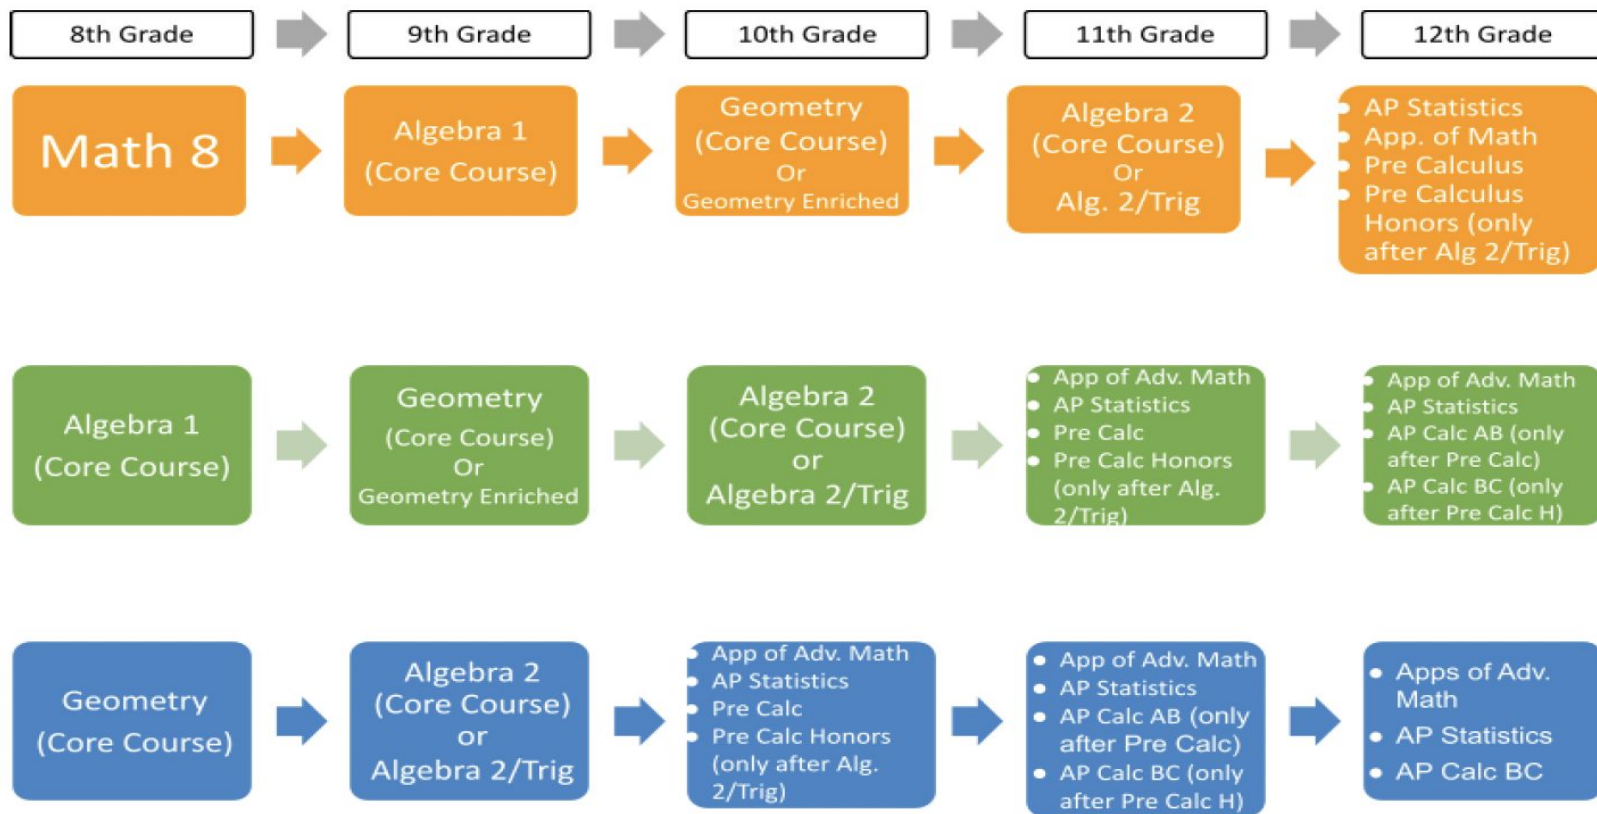 8th Grade
9th Grade
10th Grade
11th Grade
12th Grade
Math 8
Algebra 1
(Core Course)
Geometry
(Core Course)
Or
Geometry Enriched
Algebra 2
(Core Course)
Or
Alg. 2/Trig
• AP Statistics
• App. of Math
• Pre Calculus
• Pre Calculus
Honors (only
after Alg 2/Trig)
Algebra 1
(Core Course)
Geometry
(Core Course)
Or
Geometry Enriched
Algebra 2
(Core Course)
or
Algebra 2/Trig
• App of Adv. Math
• AP Statistics
• Pre Calc
• Pre Calc Honors
(only after Alg.
2/Trig)
• App of Adv. Math
• AP Statistics
• AP Calc AB (only
after Pre Calc)
• AP Calc BC (only
after Pre Calc H)
Geometry
(Core Course)
Algebra 2
(Core Course)
or
Algebra 2/Trig
• App of Adv. Math
• AP Statistics
• Pre Calc
• Pre Calc Honors
(only after Alg.
2/Trig)
• App of Adv. Math
• AP Statistics
• AP Calc AB (only
after Pre Calc)
• AP Calc BC (only
after Pre Calc H)
• Apps of Adv.
Math
• AP Statistics
• AP Calc BC